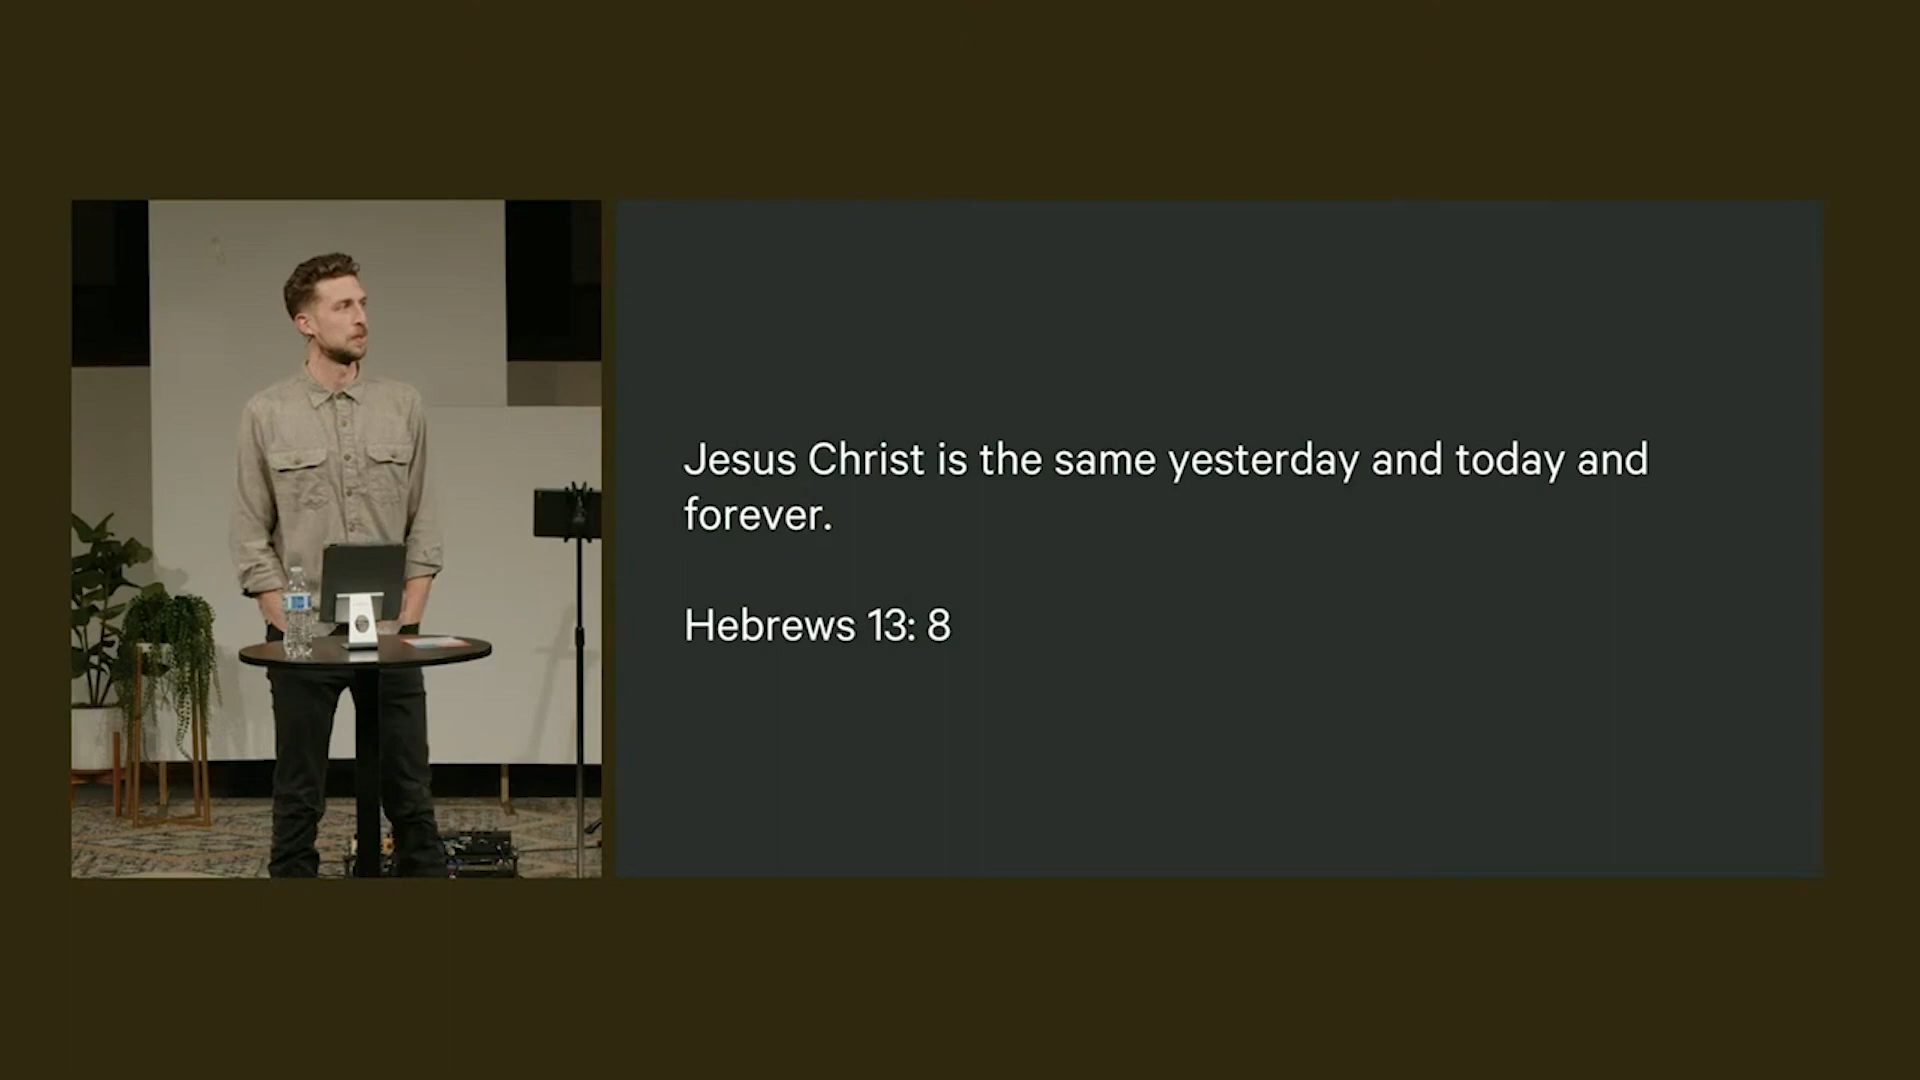 Jesus Christ is the same yesterday and today and
forever.
Hebrews 13: 8